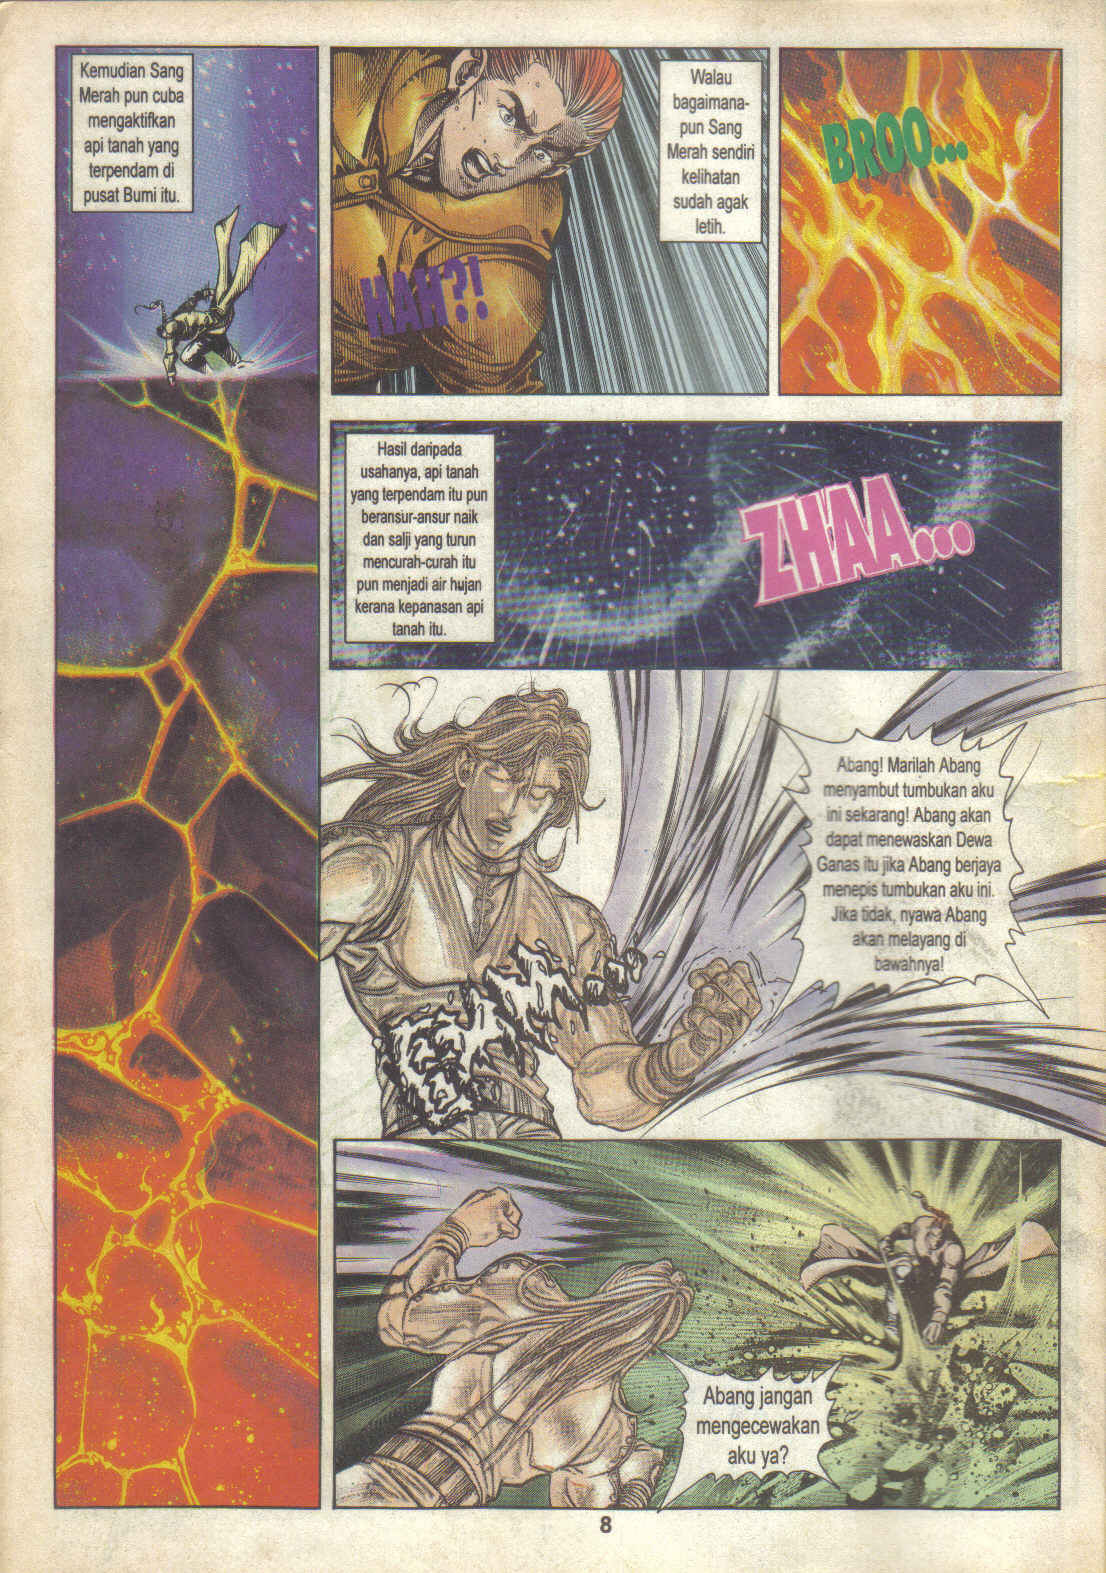 Kemudian Sang
Merah pun cuba
mengaktifkan
api tanah yang
terpendam di
pusat Bumi itu.
HAH?!
Walau
bagaimana-
pun Sang
Merah sendiri
kelihatan
sudah agak
letih.
BROO...
Hasil daripada
usahanya, api tanah
yang terpendam itu pun
beransur-ansur naik
dan salji yang turun
mencurah-curah itu
pun menjadi air hujan
kerana kepanasan api
tanah itu.
ZHAA...
Abang! Marilah Abang
menyambut tumbukan aku
ini sekarang! Abang akan
dapat menewaskan Dewa
Ganas itu jika Abang berjaya
menepis tumbukan aku ini.
Jika tidak, nyawa Abang
akan melayang di
bawahnya!
Abang jangan
mengecewakan
aku ya?
8